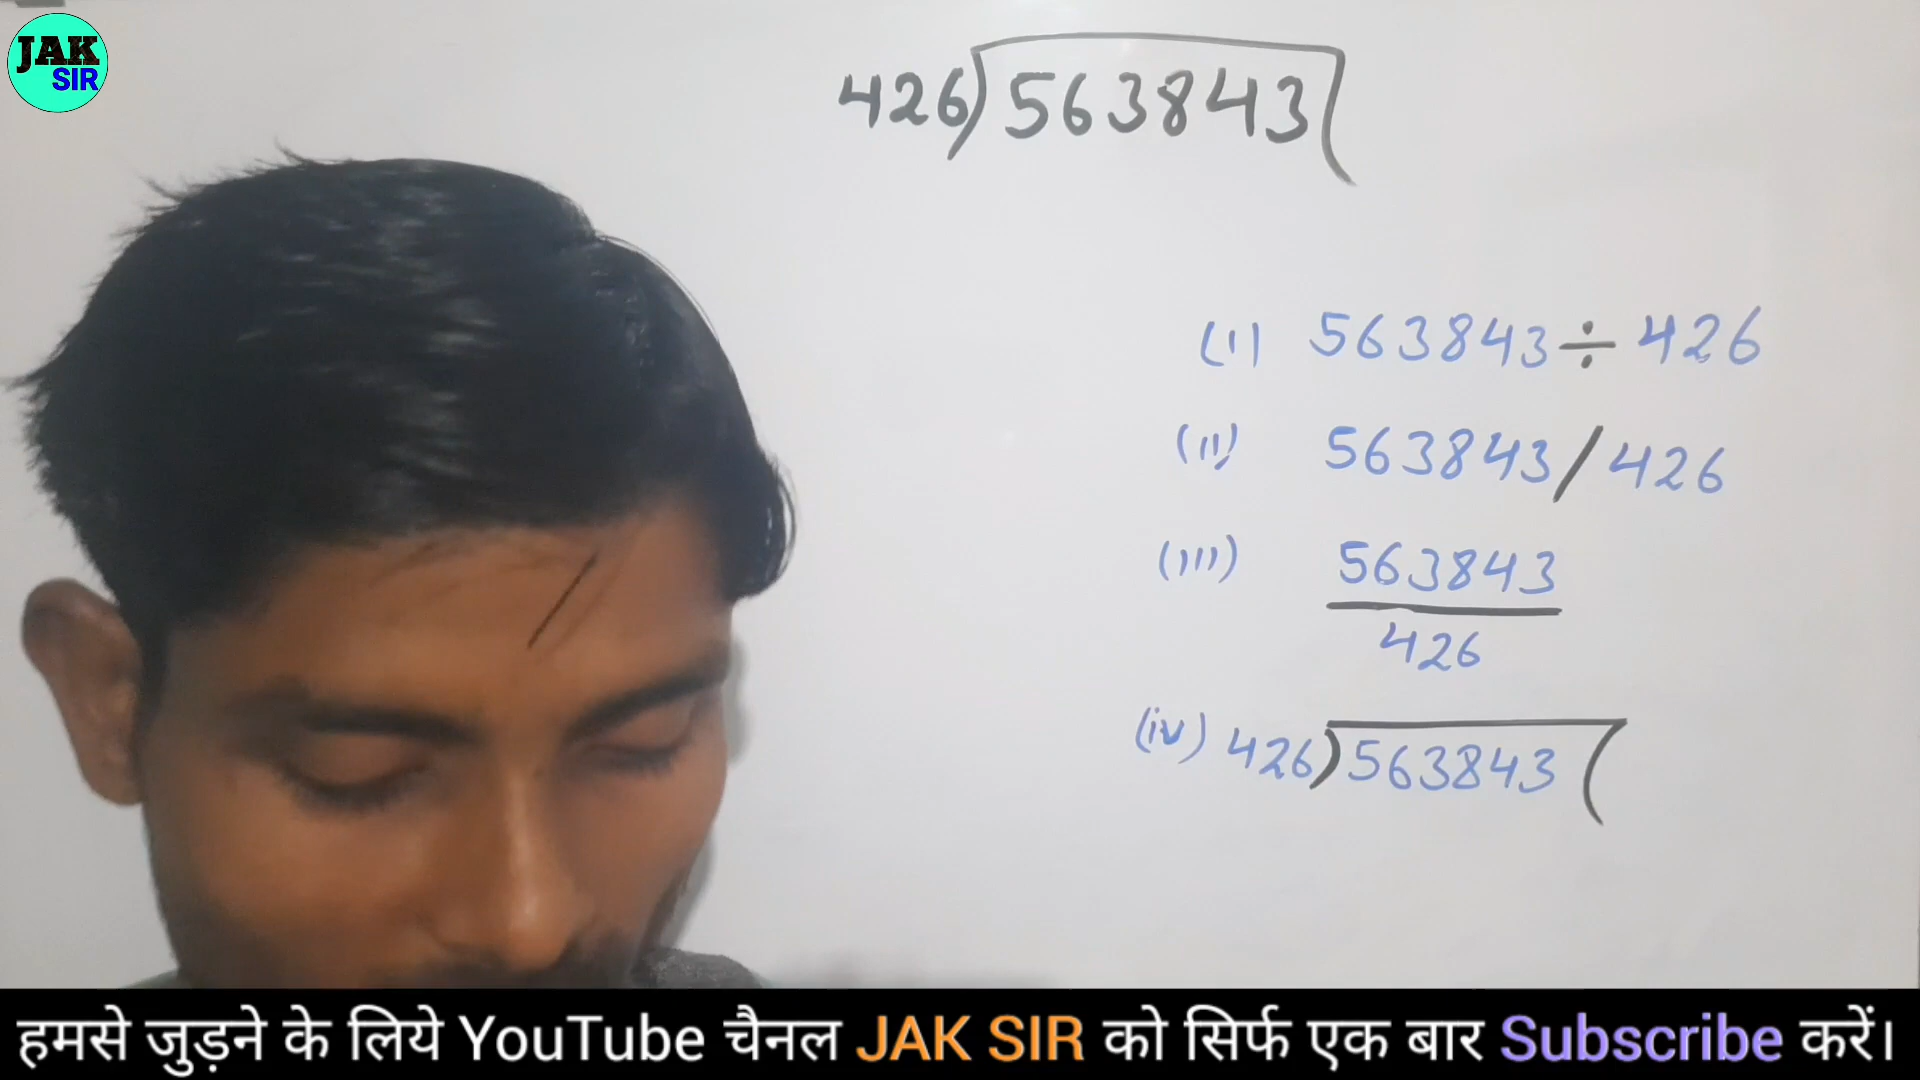 JAK
SIR
426)563843(
(i) 563843÷426
(ii) 563843/426
(iii) 563843
426
(iv) 426)563843(
हमसे जुड़ने के लिये YouTube चैनल JAK SIR को सिर्फ एक बार Subscribe करें।